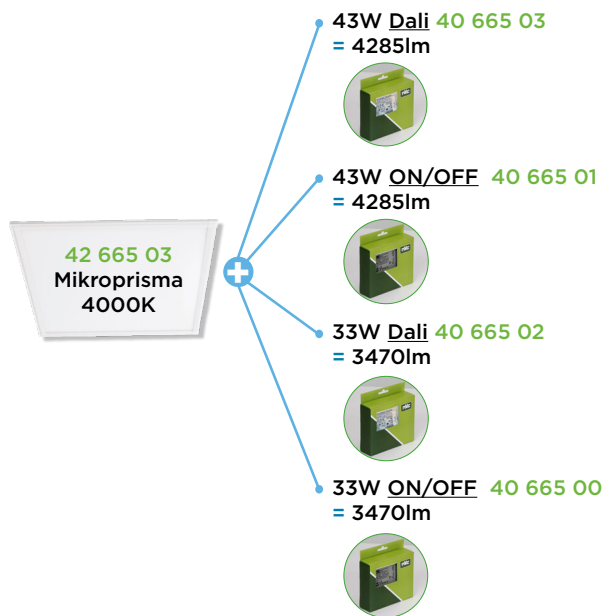 43W Dali 40 665 03
= 4285lm
43W ON/OFF 40 665 01
= 4285lm
42 665 03
Mikroprisma
4000K
33W Dali 40 665 02
= 3470lm
33W ON/OFF 40 665 00
= 3470lm